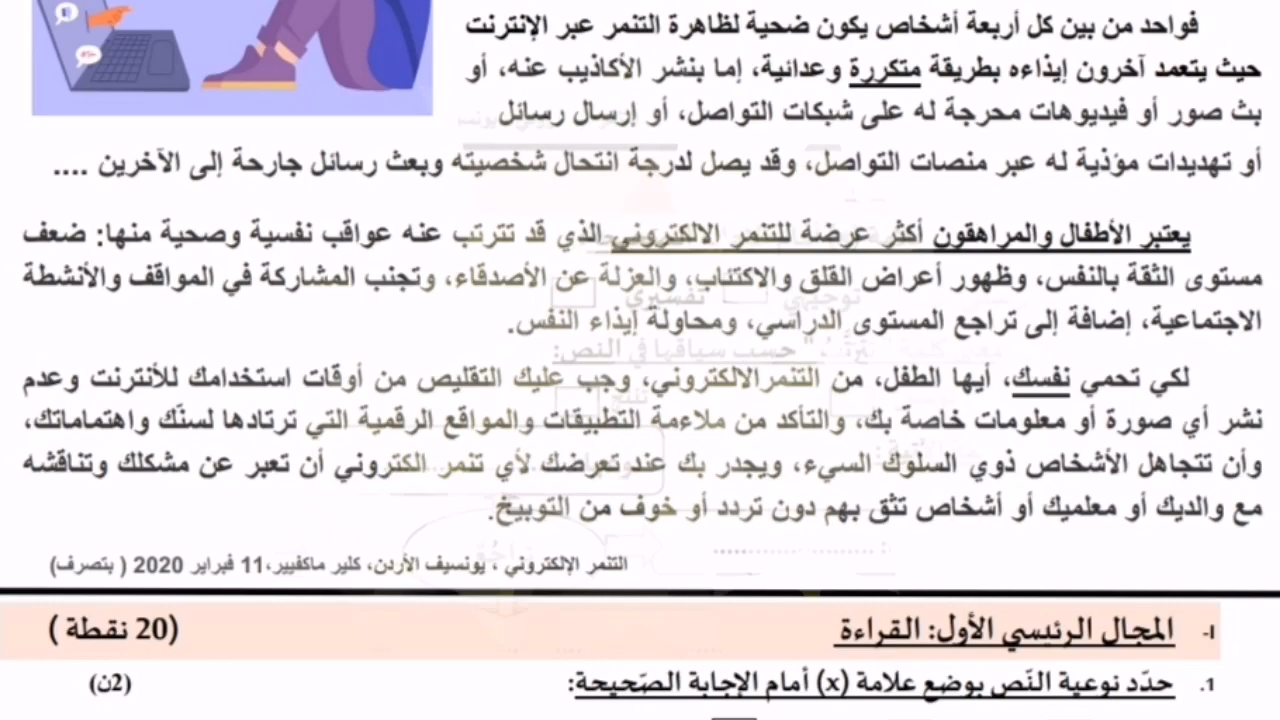 فواحد من بين كل أربعة أشخاص يكون ضحية لظاهرة التنمر عبر الإنترنت
حيث يتعمد آخرون إيذاءه بطريقة متكررة وعدائية، إما بنشر الأكاذيب عنه، أو
بث صور أو فيديوهات محرجة له على شبكات التواصل، أو إرسال رسائل
أو تهديدات مؤذية له عبر منصات التواصل، وقد يصل لدرجة انتحال شخصيته وبعث رسائل جارحة إلى الآخرين ....
يعتبر الأطفال والمراهقون أكثر عرضة للتنمر الالكتروني الذي قد تترتب عنه عواقب نفسية وصحية منها: ضعف
مستوى الثقة بالنفس، وظهور أعراض القلق والاكتئاب، والعزلة عن الأصدقاء، وتجنب المشاركة في المواقف والأنشطة
الاجتماعية، إضافة إلى تراجع المستوى الدراسي، ومحاولة إيذاء النفس.
لكي تحمي نفسك، أيها الطفل، من التنمرالالكتروني، وجب عليك التقليص من أوقات استخدامك للأنترنت وعدم
نشر أي صورة أو معلومات خاصة بك، والتأكد من ملاءمة التطبيقات والمواقع الرقمية التي ترتادها لسنّك واهتماماتك،
وأن تتجاهل الأشخاص ذوي السلوك السيء، ويجدر بك عند تعرضك لأي تنمر الكتروني أن تعبر عن مشكلك وتناقشه
مع والديك أو معلميك أو أشخاص تثق بهم دون تردد أو خوف من التوبيخ.
التنمر الإلكتروني ، يونسيف الأردن، كلير ماكفيير،11 فبراير 2020 ( بتصرف)
I- المجال الرئيسي الأول: القراءة (20 نقطة )
1. حدّد نوعية النّص بوضع علامة (x) أمام الإجابة الصّحيحة: (2ن)